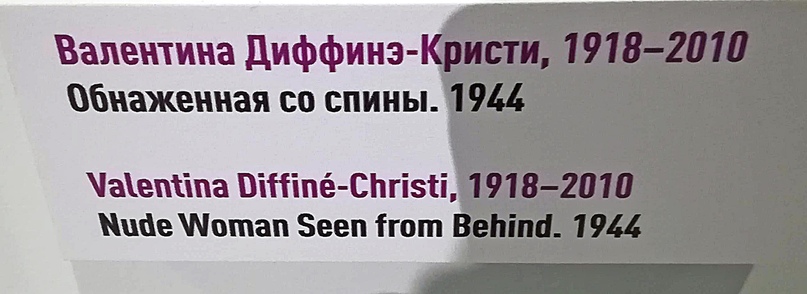 Валентина Диффинэ-Кристи, 1918–2010
Обнаженная со спины. 1944
Valentina Diffiné-Christi, 1918–2010
Nude Woman Seen from Behind. 1944